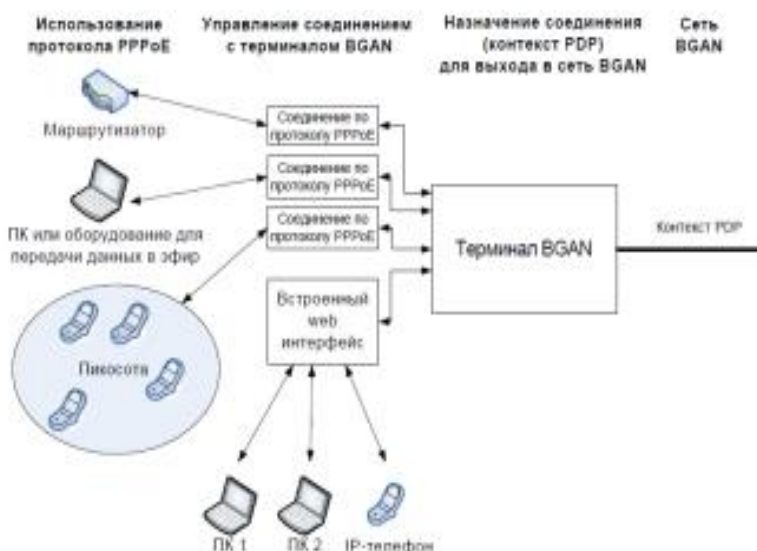 Использование
протокола PPPoE
Управление соединением
с терминалом BGAN
Назначение соединения
(контекст PDP)
для выхода в сеть BGAN
Сеть
BGAN
Маршрутизатор
Соединение по
протоколу PPPoE
Соединение по
протоколу PPPoE
ПК или оборудование для
передачи данных в эфир
Соединение по
протоколу PPPoE
Терминал BGAN
Контекст PDP
Встроенный
web
интерфейс
Пикосота
ПК 1
ПК 2
IP-телефон